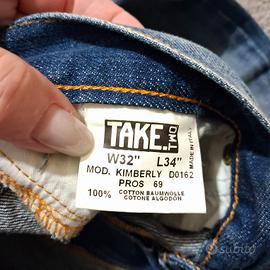 TAKE.TWO
MADE IN ITALY
W32" L34"
MOD. KIMBERLY D0162
PROS 69
100% COTTON BAUMWOLLE
COTONE ALGODON
subito